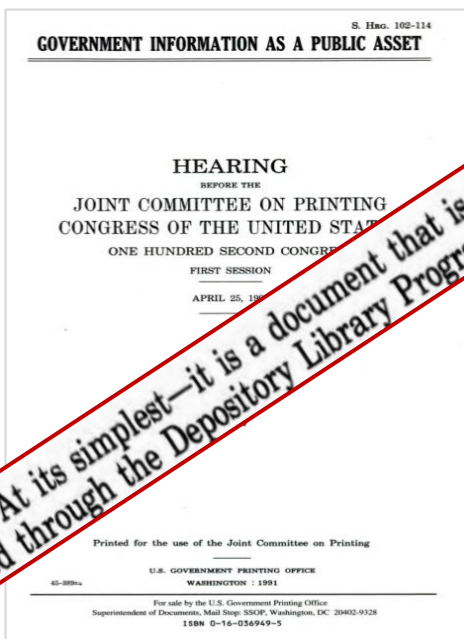 S. HRG. 102-114
GOVERNMENT INFORMATION AS A PUBLIC ASSET
HEARING
BEFORE THE
JOINT COMMITTEE ON PRINTING
CONGRESS OF THE UNITED STAT
ONE HUNDRED SECOND CONGRE
FIRST SESSION
APRIL 25, 199
At its simplest—it is a document that is
d through the Depository Library Progr
Printed for the use of the Joint Committee on Printing
U.S. GOVERNMENT PRINTING OFFICE
WASHINGTON : 1991
For sale by the U.S. Government Printing Office
Superintendent of Documents, Mail Stop: SSOP, Washington, DC 20402-9328
ISBN 0-16-036949-5